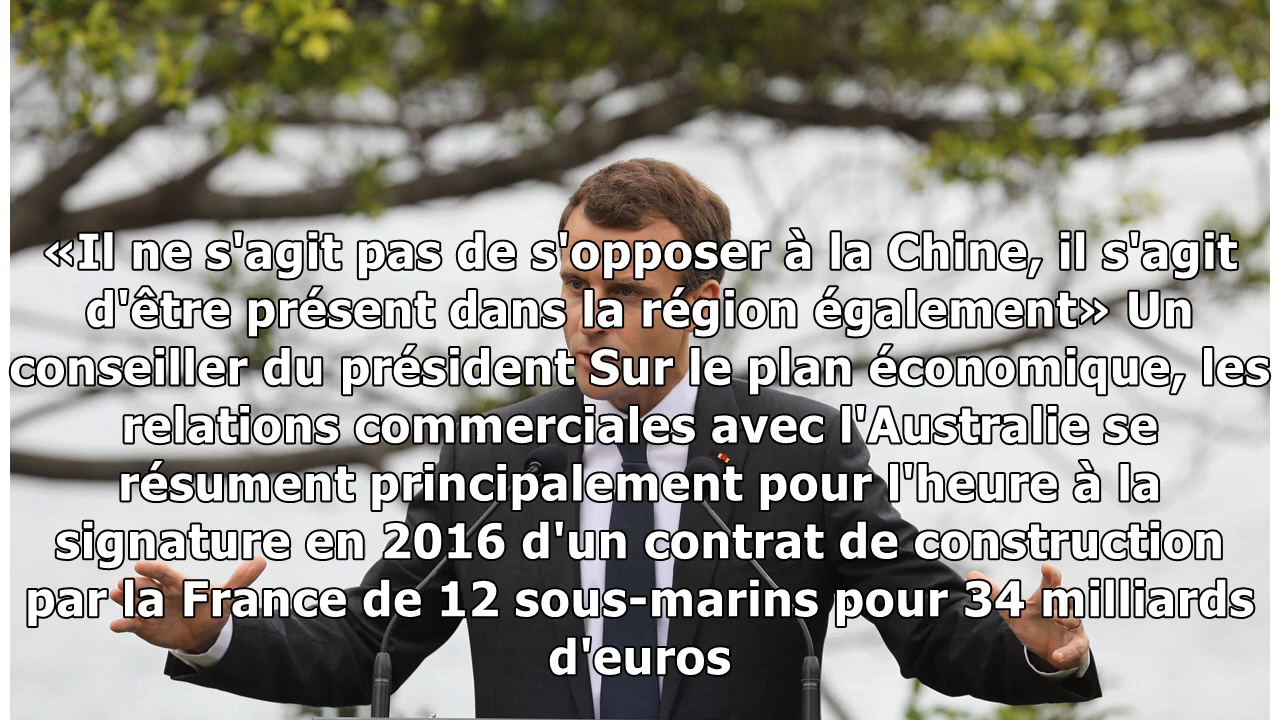 «Il ne s'agit pas de s'opposer à la Chine, il s'agit
d'être présent dans la région également» Un
conseiller du président Sur le plan économique, les
relations commerciales avec l'Australie se
résument principalement pour l'heure à la
signature en 2016 d'un contrat de construction
par la France de 12 sous-marins pour 34 milliards
d'euros